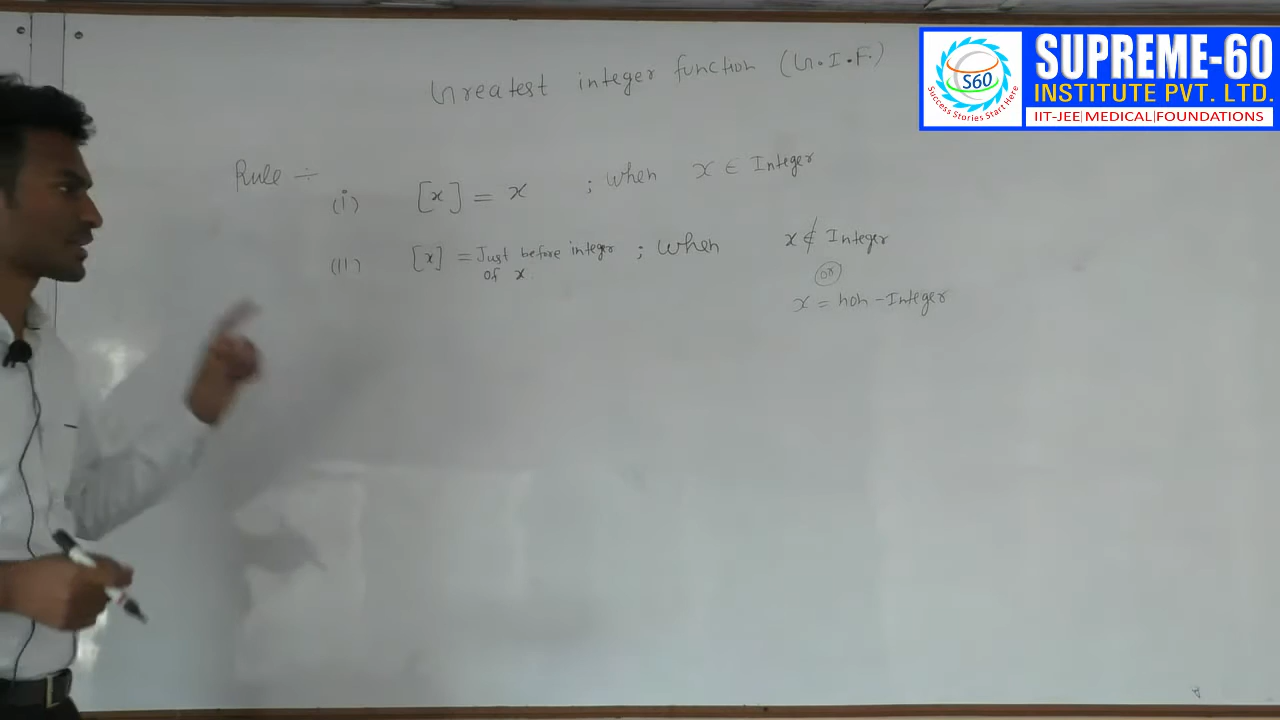 Greatest integer function (G.I.F.)
SUPREME-60
INSTITUTE PVT. LTD.
IIT-JEE|MEDICAL|FOUNDATIONS
S60
Success Stories Start Here
Rule ÷
(i) [x] = x ; when x ∈ Integer
(ii) [x] = Just before integer of x ; when x ∉ Integer
or
x = non-Integer